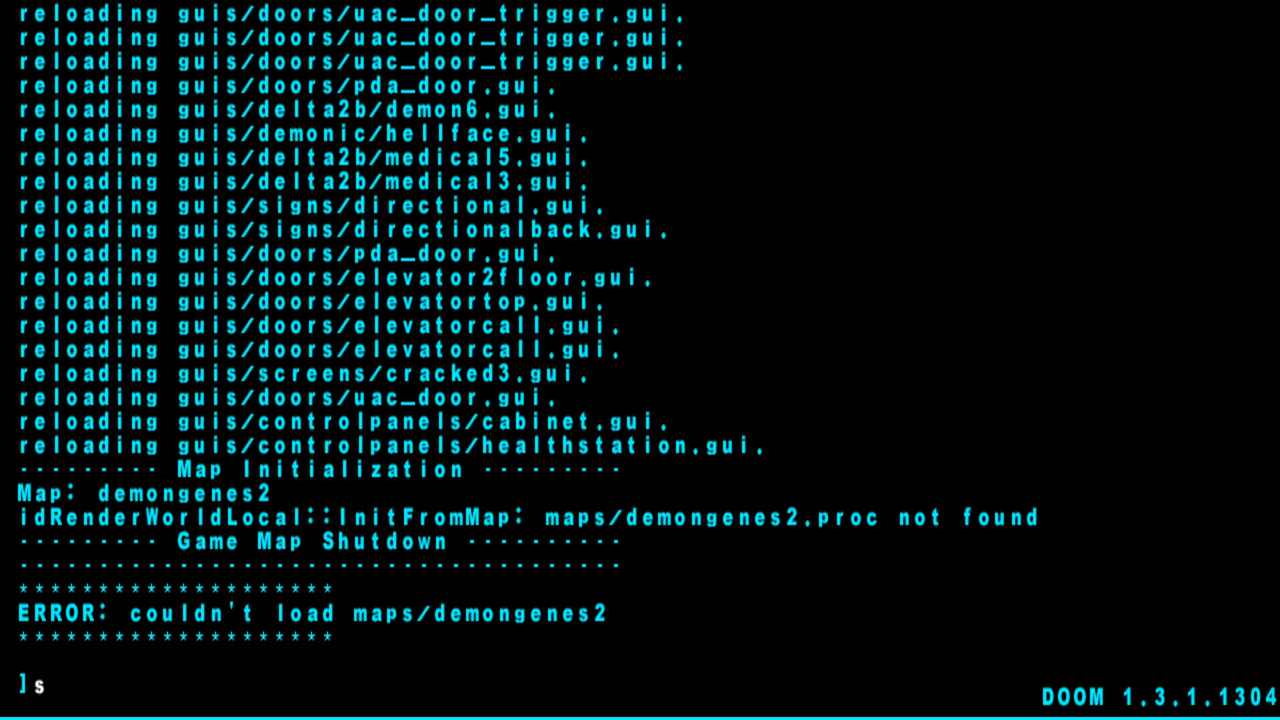 reloading guis/doors/uac_door_trigger.gui.
reloading guis/doors/uac_door_trigger.gui.
reloading guis/doors/uac_door_trigger.gui.
reloading guis/doors/pda_door.gui.
reloading guis/delta2b/demon6.gui.
reloading guis/demonic/hellface.gui.
reloading guis/delta2b/medical5.gui.
reloading guis/delta2b/medical3.gui.
reloading guis/signs/directional.gui.
reloading guis/signs/directionalback.gui.
reloading guis/doors/pda_door.gui.
reloading guis/doors/elevator2floor.gui.
reloading guis/doors/elevatortop.gui.
reloading guis/doors/elevatorcall.gui.
reloading guis/doors/elevatorcall.gui.
reloading guis/screens/cracked3.gui.
reloading guis/doors/uac_door.gui.
reloading guis/controlpanels/cabinet.gui.
reloading guis/controlpanels/healthstation.gui.
--------- Map Initialization ---------
Map: demongenes2
idRenderWorldLocal::InitFromMap: maps/demongenes2.proc not found
--------- Game Map Shutdown ----------
--------------------------------------
********************
ERROR: couldn't load maps/demongenes2
********************
]s
DOOM 1.3.1.1304